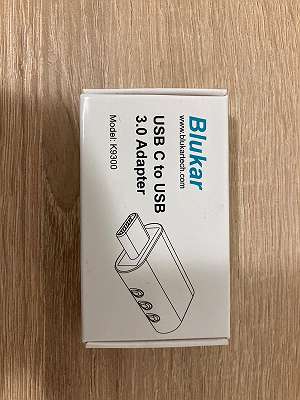 Blukar
www.blukartech.com
USB C to USB
3.0 Adapter
Model: K9300